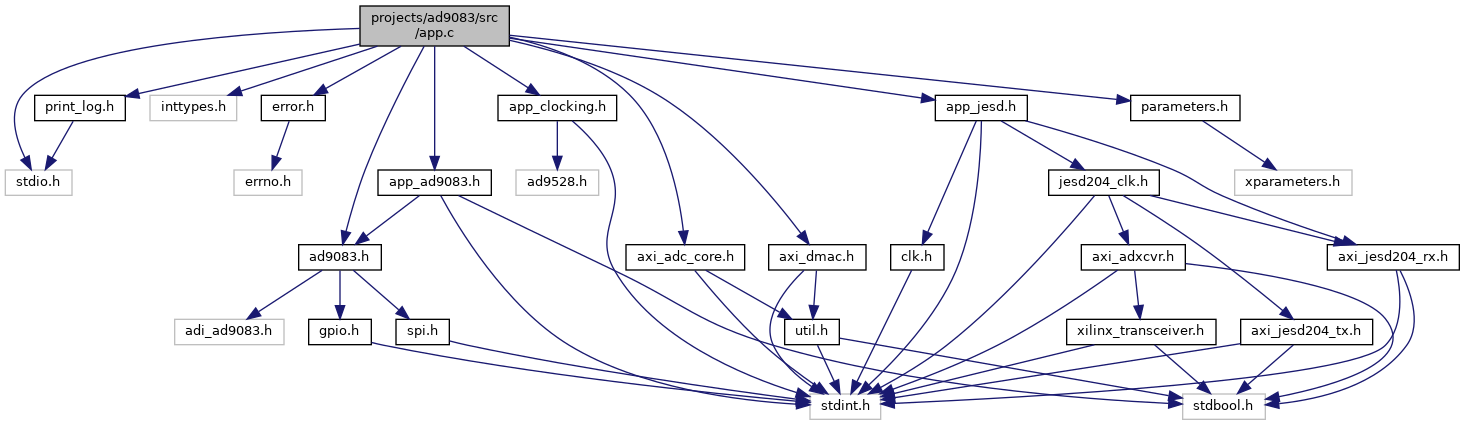 projects/ad9083/src
/app.c
print_log.h
inttypes.h
error.h
app_clocking.h
app_jesd.h
parameters.h
stdio.h
errno.h
app_ad9083.h
ad9528.h
jesd204_clk.h
xparameters.h
ad9083.h
axi_adc_core.h
axi_dmac.h
clk.h
axi_adxcvr.h
axi_jesd204_rx.h
adi_ad9083.h
gpio.h
spi.h
util.h
xilinx_transceiver.h
axi_jesd204_tx.h
stdint.h
stdbool.h